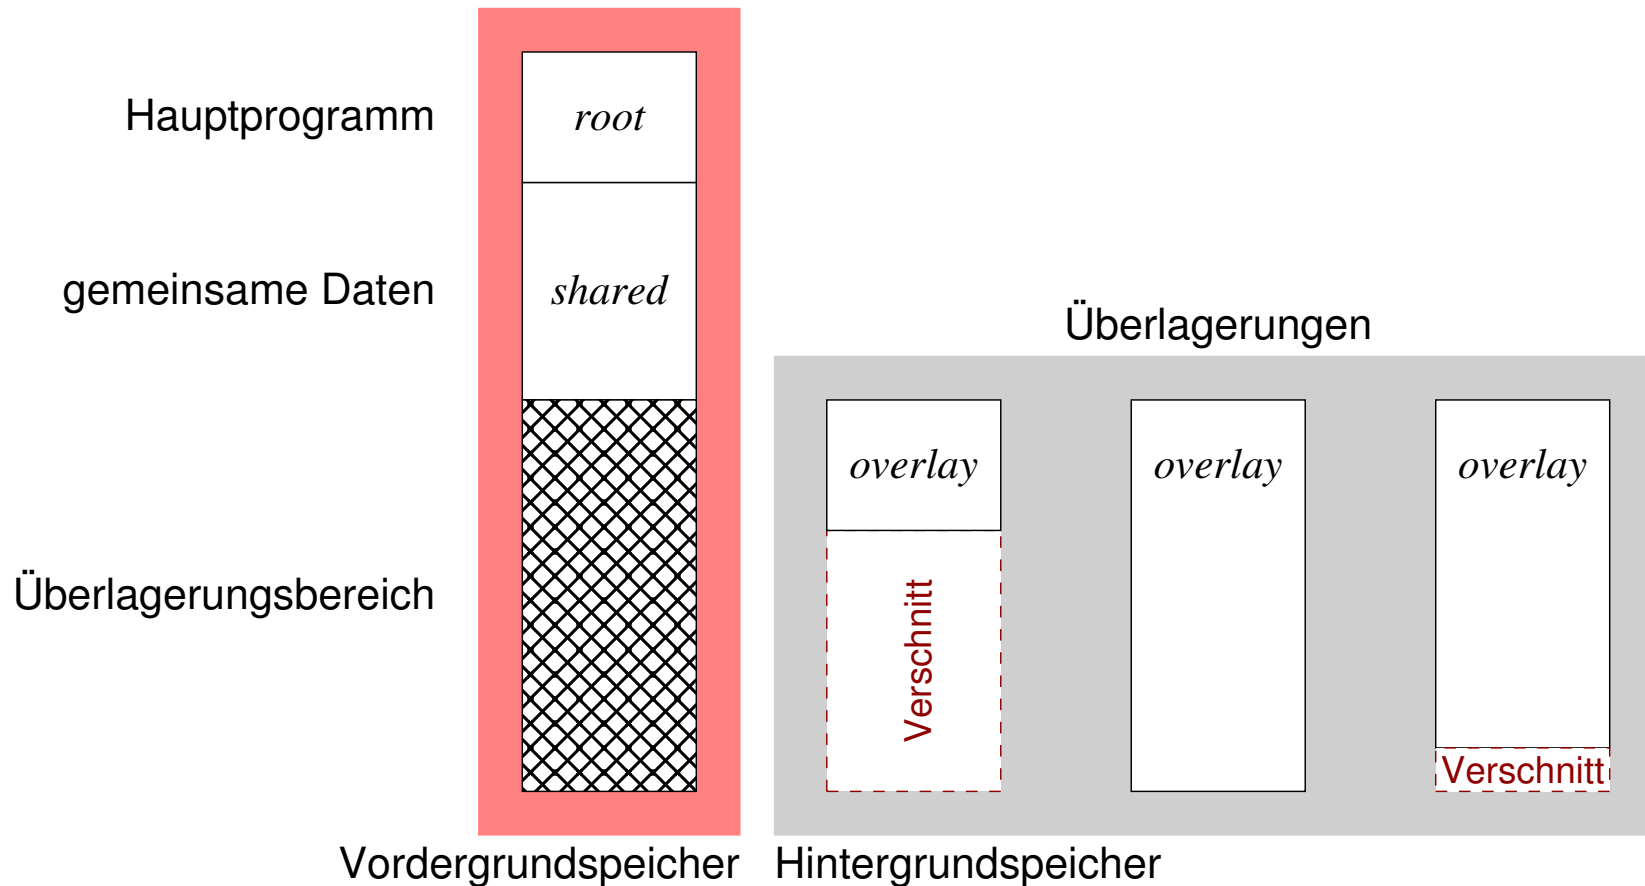 Hauptprogramm
root
gemeinsame Daten
shared
Überlagerungen
overlay
overlay
overlay
Überlagerungsbereich
Verschnitt
Verschnitt
Vordergrundspeicher
Hintergrundspeicher